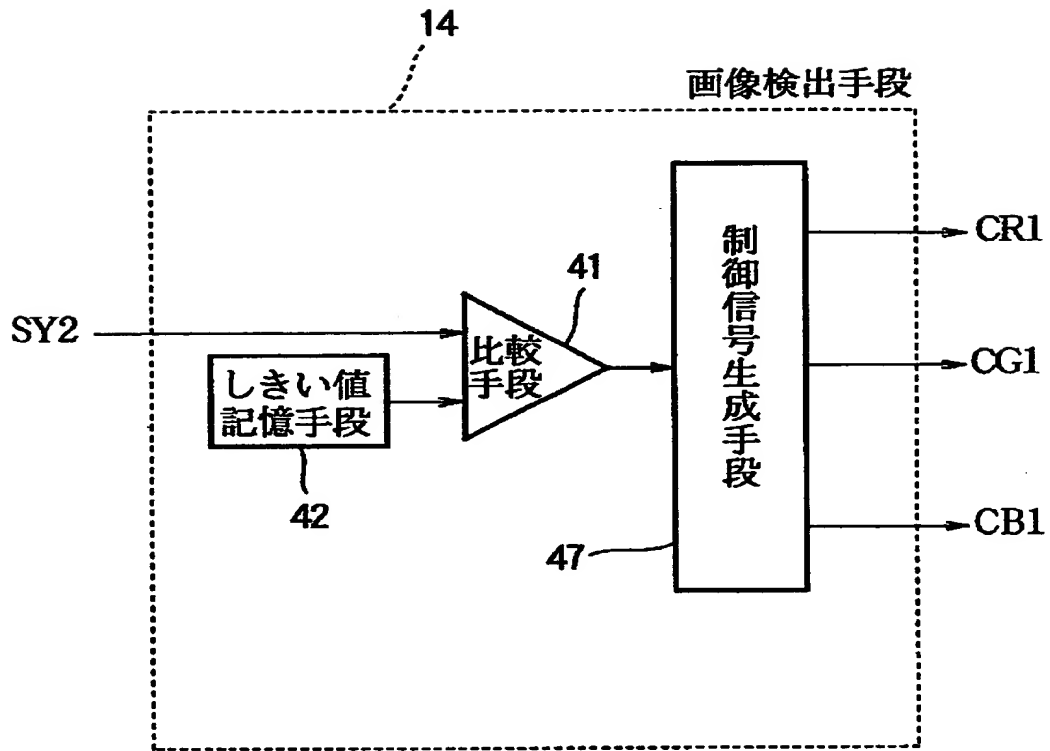 14
画像検出手段
CR1
制御信号生成手段
41
SY2
比較
手段
しきい値
記憶手段
CG1
42
47
CB1